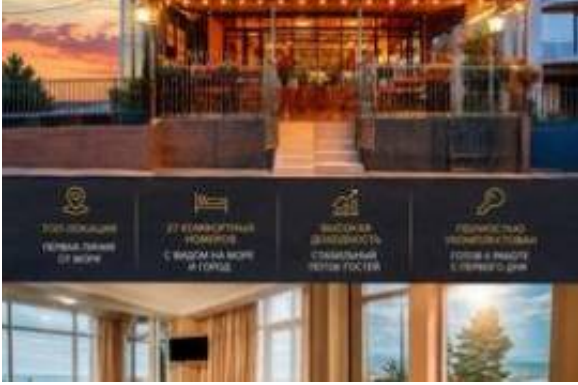 ТОП-ЛОКАЦИЯ
ПЕРВАЯ ЛИНИЯ
ОТ МОРЯ
27 КОМФОРТНЫХ
НОМЕРОВ
С ВИДОМ НА МОРЕ
И ГОРОД
ВЫСОКАЯ
ДОХОДНОСТЬ
СТАБИЛЬНЫЙ
ПОТОК ГОСТЕЙ
ПОЛНОСТЬЮ
УКОМПЛЕКТОВАН
ГОТОВ К РАБОТЕ
С ПЕРВОГО ДНЯ